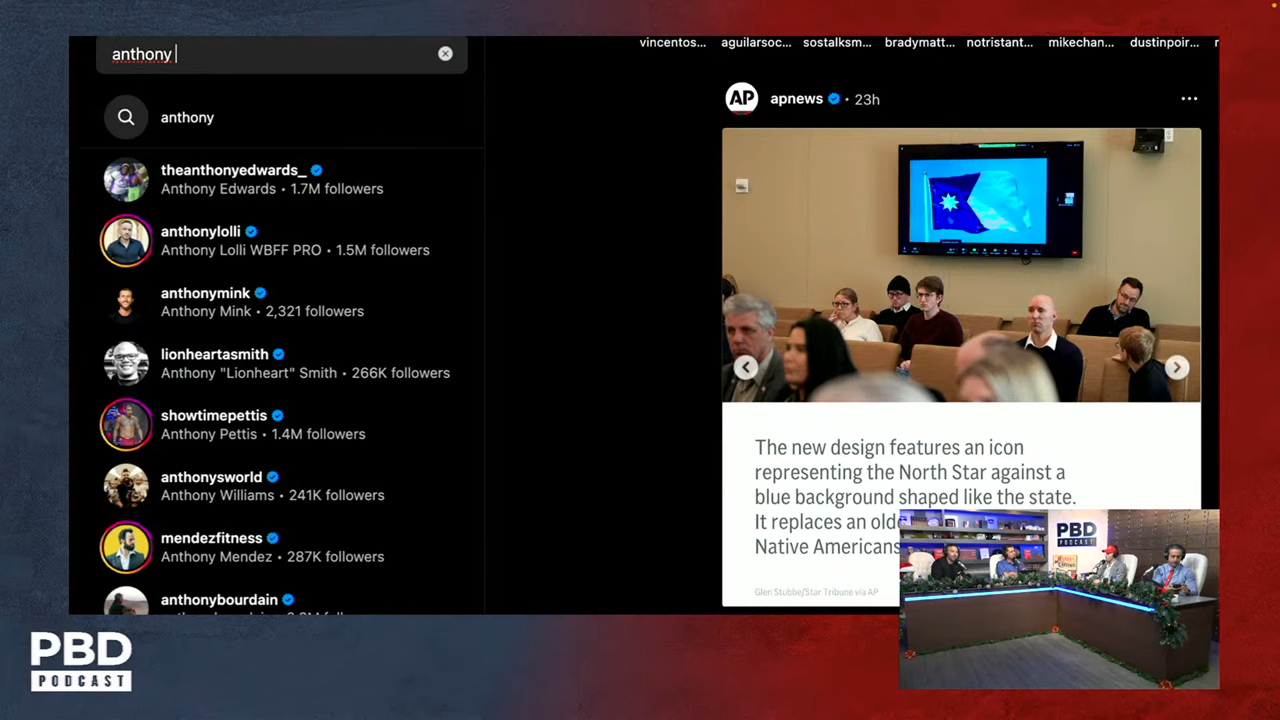 anthony
anthony
theanthonyedwards_
Anthony Edwards • 1.7M followers
anthonylolli
Anthony Lolli WBFF PRO • 1.5M followers
anthonymink
Anthony Mink • 2,321 followers
lionheartasmith
Anthony "Lionheart" Smith • 266K followers
showtimepettis
Anthony Pettis • 1.4M followers
anthonysworld
Anthony Williams • 241K followers
mendezfitness
Anthony Mendez • 287K followers
anthonybourdain
vincentos... aguilarsoc... sostalksm... bradymatt... notristant... mikechan... dustinpoir...
AP apnews • 23h
The new design features an icon
representing the North Star against a
blue background shaped like the state.
It replaces an olde
Native Americans
Glen Stubbe/Star Tribune via AP
PBD
PODCAST
PBD
PODCAST